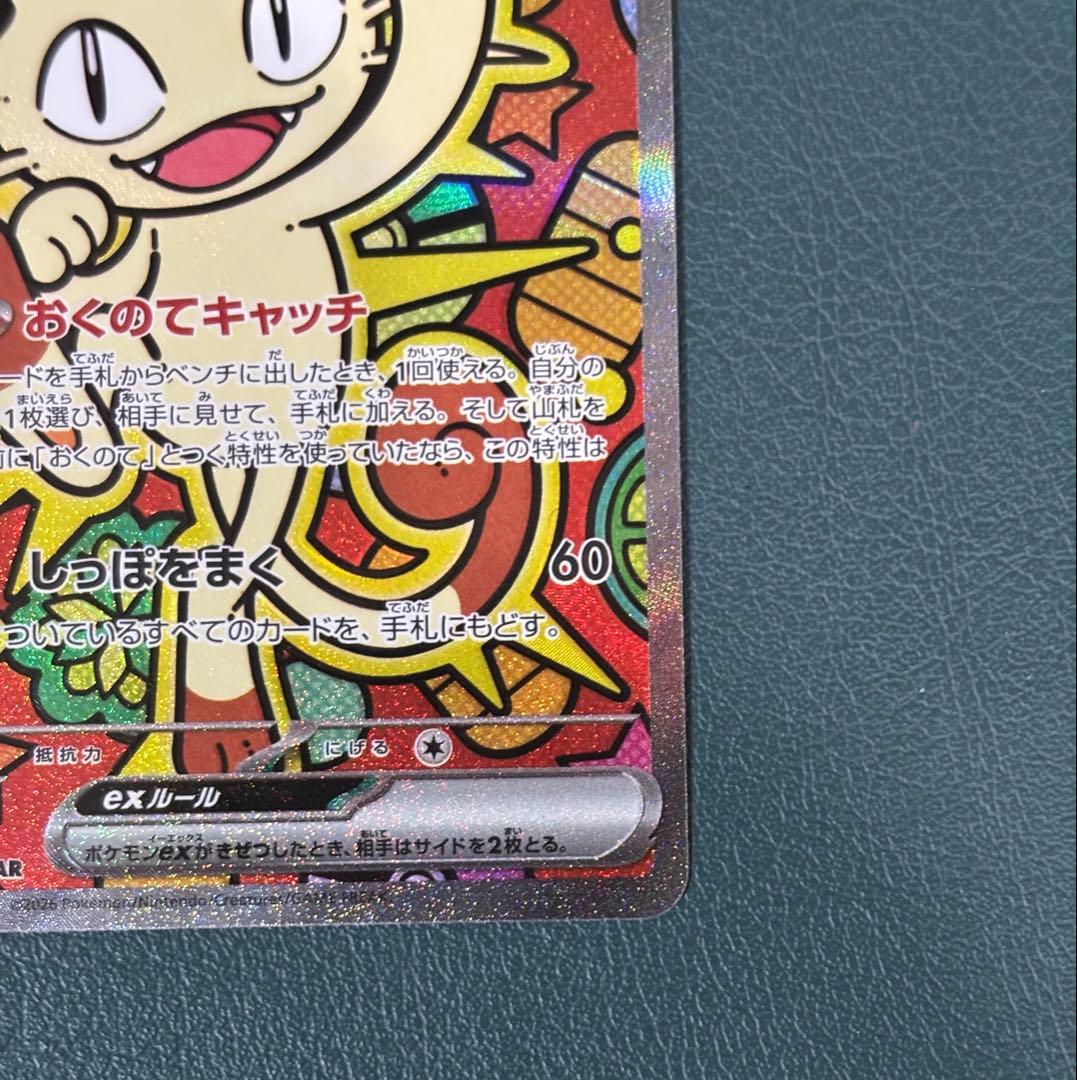 おくのてキャッチ
ードを手札からベンチに出したとき、1回使える。自分の
1枚選び、相手に見せて、手札に加える。そして山札を
前に「おくのて」とつく特性を使っていたなら、この特性は
しっぽをまく 60
ついているすべてのカードを、手札にもどす。
抵抗力 にげる
exルール
ポケモンexがきぜつしたとき、相手はサイドを2枚とる。
AR
©2026 Pokémon/Nintendo/Creatures/GAME FREAK